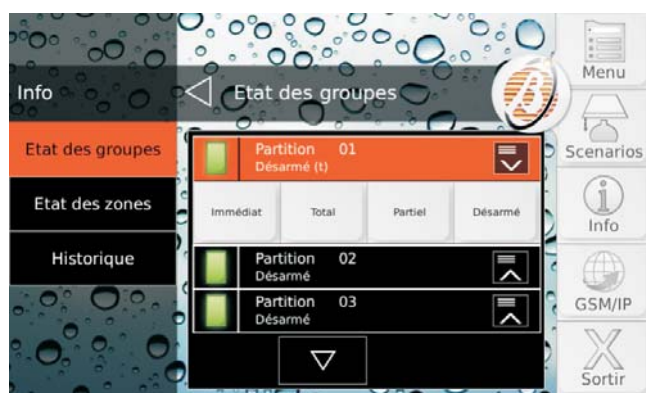 Info
Etat des groupes
Etat des zones
Historique
Etat des groupes
Partition 01
Désarmé (t)
Immédiat Total Partiel Désarmé
Partition 02
Désarmé
Partition 03
Désarmé
Menu
Scenarios
Info
GSM/IP
Sortir